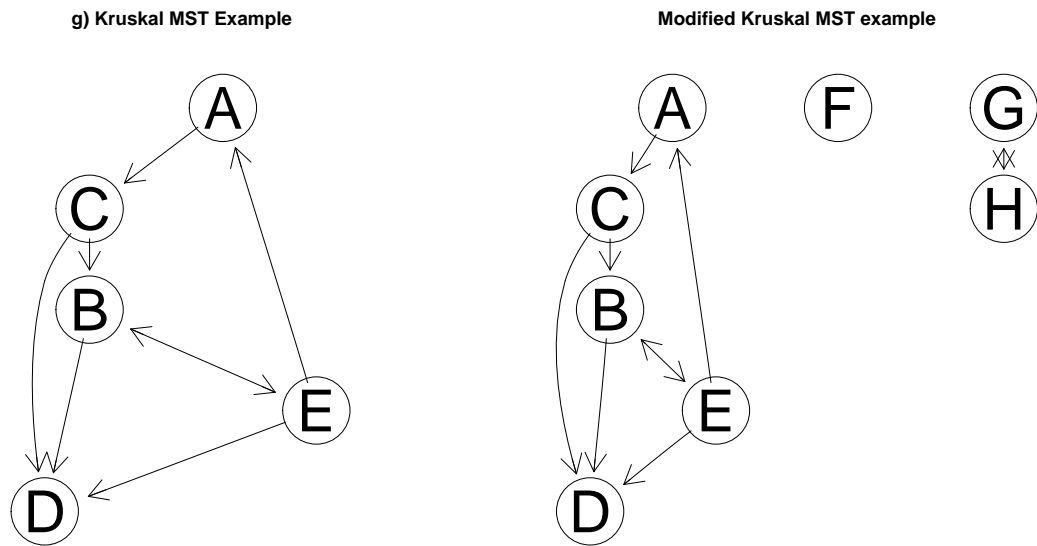 g) Kruskal MST Example
A
C
B
E
D
Modified Kruskal MST example
A
F
G
C
H
B
E
D